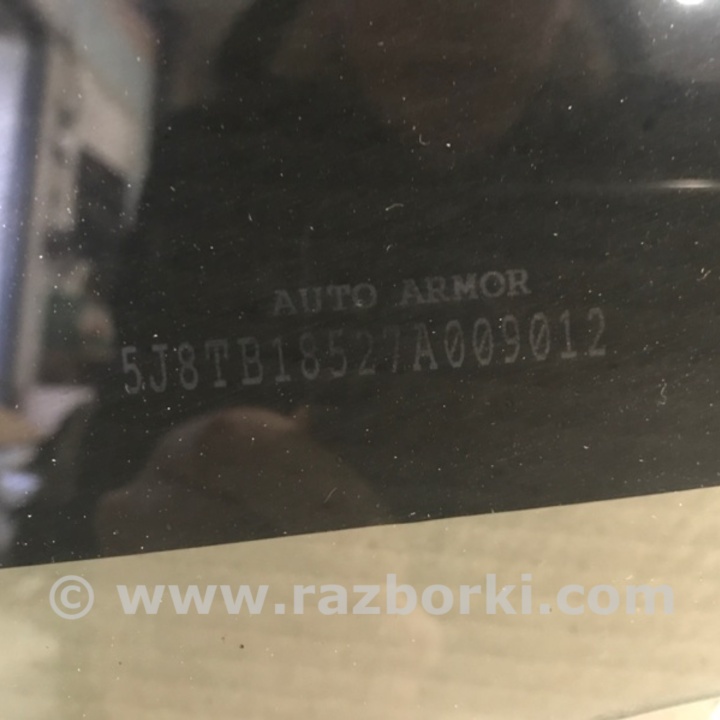 AUTO ARMOR
5J8TB18527A009012
© www.razborki.com